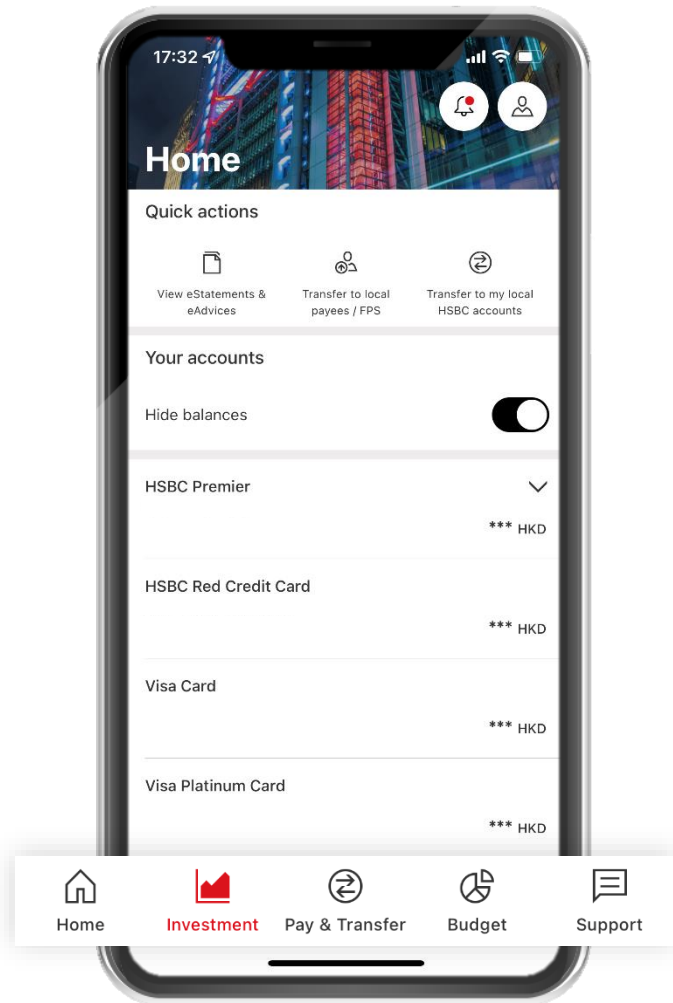 17:32
Home
Quick actions
View eStatements &
eAdvices
Transfer to local
payees / FPS
Transfer to my local
HSBC accounts
Your accounts
Hide balances
HSBC Premier
*** HKD
HSBC Red Credit Card
*** HKD
Visa Card
*** HKD
Visa Platinum Card
*** HKD
Home
Investment
Pay & Transfer
Budget
Support